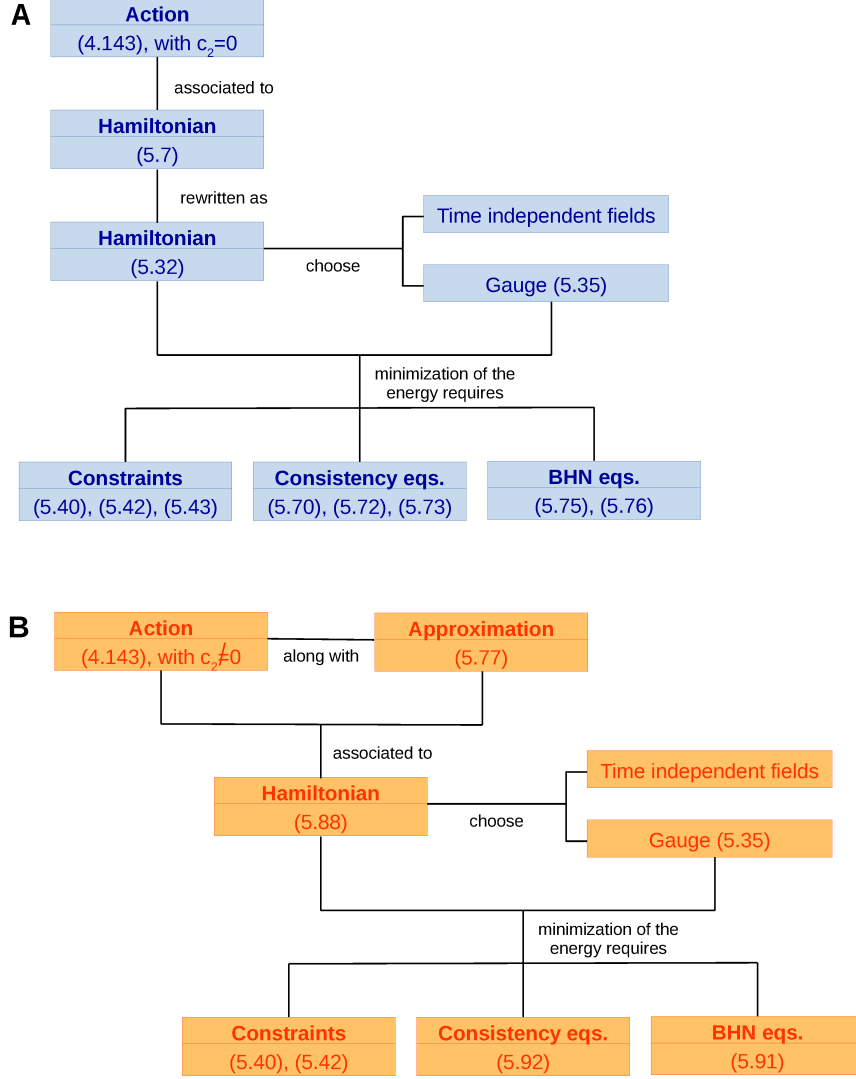 A
Action
(4.143), with c₂=0
associated to
Hamiltonian
(5.7)
rewritten as
Hamiltonian
(5.32)
choose
Time independent fields
Gauge (5.35)
minimization of the
energy requires
Constraints
(5.40), (5.42), (5.43)
Consistency eqs.
(5.70), (5.72), (5.73)
BHN eqs.
(5.75), (5.76)
B
Action
(4.143), with c₂≠0
along with
Approximation
(5.77)
associated to
Hamiltonian
(5.88)
choose
Time independent fields
Gauge (5.35)
minimization of the
energy requires
Constraints
(5.40), (5.42)
Consistency eqs.
(5.92)
BHN eqs.
(5.91)